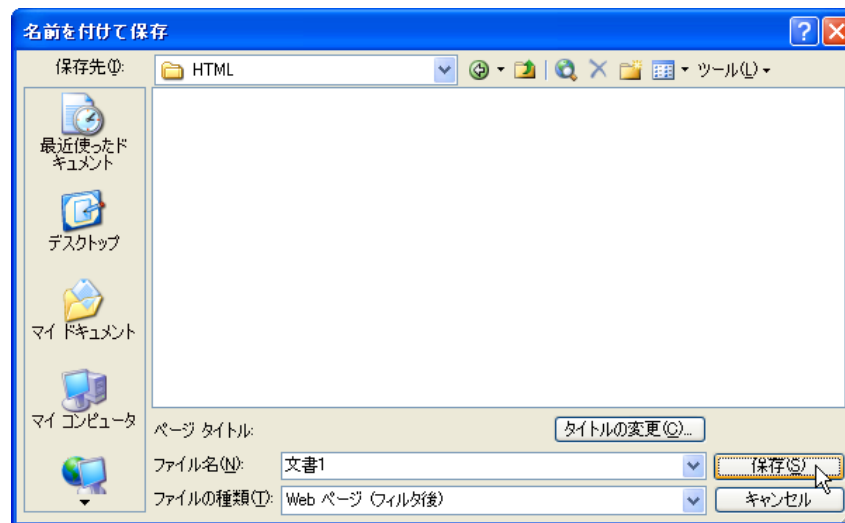 名前を付けて保存
保存先(I):
HTML
ツール(L)
最近使ったド
キュメント
デスクトップ
マイ ドキュメント
マイ コンピュータ
ページ タイトル:
タイトルの変更(C)...
ファイル名(N):
文書1
保存(S)
ファイルの種類(T):
Web ページ (フィルタ後)
キャンセル